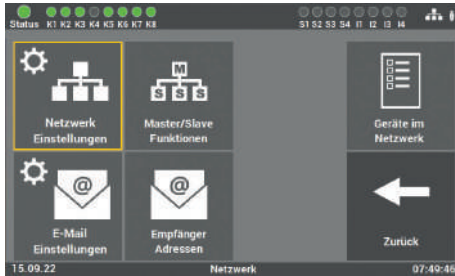 Status K1 K2 K3 K4 K5 K6 K7 K8 S1 S2 S3 S4 I1 I2 I3 I4
M
S S S
Netzwerk
Einstellungen
Master/Slave
Funktionen
Geräte im
Netzwerk
@
@
E-Mail
Einstellungen
Empfänger
Adressen
Zurück
15.09.22 Netzwerk 07:49:46